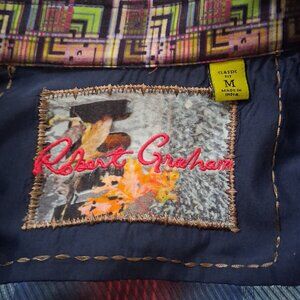 CLASSIC
FIT
M
MADE IN
INDIA
Robert Graham